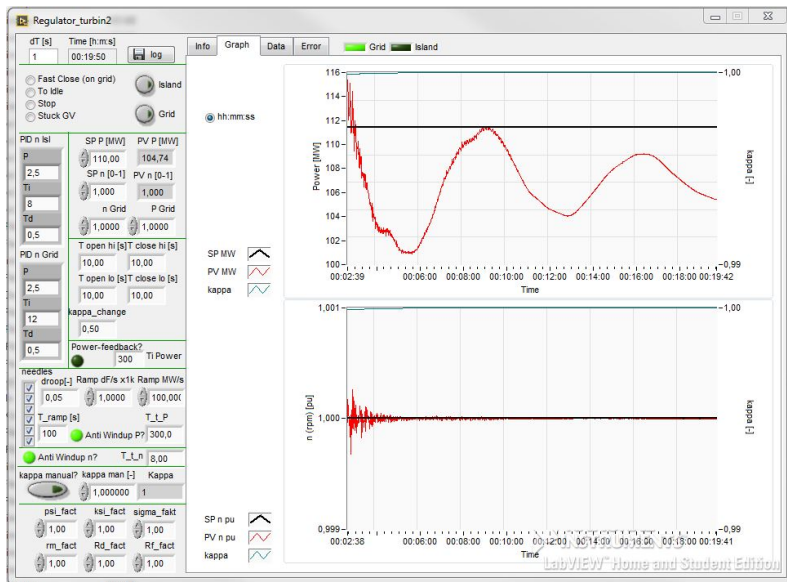 Regulator_turbin2
dT [s] Time [h:m:s]
1 00:19:50 log
Fast Close (on grid)
To Idle
Stop
Stuck GV
Island
Grid
PID n Isl
P
2,5
Ti
8
Td
0,5
PID n Grid
P
2,5
Ti
12
Td
0,5
SP P [MW] PV P [MW]
110,00 104,74
SP n [0-1] PV n [0-1]
1,000 1,000
n Grid P Grid
1,0000 1,0000
T open hi [s] T close hi [s]
10,00 10,00
T open lo [s] T close lo [s]
10,00 10,00
kappa_change
0,50
Power-feedback?
300 Ti Power
needles
droop[-] Ramp dF/s x1k Ramp MW/s
0,05 1,0000 100,000
T_ramp [s] T_t_P
100 Anti Windup P? 300,0
Anti Windup n? T_t_n 8,00
kappa manual? kappa man [-] Kappa
1,000000 1
psi_fact ksi_fact sigma_fakt
1,00 1,00 1,00
rm_fact Rd_fact Rf_fact
1,00 1,00 1,00
Info Graph Data Error Grid Island
hh:mm:ss
SP MW
PV MW
kappa
Power [MW]
116
114
110
108
106
104
102
100
1,00
0,99
kappa [-]
00:02:39 00:06:00 00:08:00 00:10:00 00:12:00 00:14:00 00:16:00 00:19:42
Time
SP n pu
PV n pu
kappa
n (rpm) [pu]
1,001
1,000
0,999
1,00
0,99
kappa [-]
00:02:38 00:06:00 00:08:00 00:10:00 00:12:00 00:14:00 00:16:00 00:19:41
Time
INSTRUMENTS
LabVIEW™ Home and Student Edition